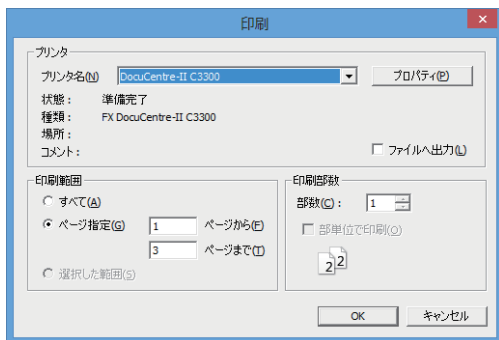 印刷
プリンタ
プリンタ名(N) DocuCentre-II C3300 プロパティ(P)
状態： 準備完了
種類： FX DocuCentre-II C3300
場所：
コメント： ファイルへ出力(L)
印刷範囲
すべて(A)
ページ指定(G) 1 ページから(F)
3 ページまで(T)
選択した範囲(S)
印刷部数
部数(C)： 1
部単位で印刷(O)
2 2
OK キャンセル